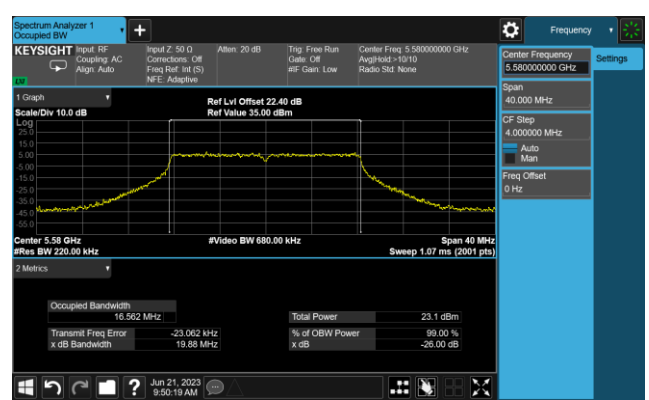 Spectrum Analyzer 1
Occupied BW
Frequency
KEYSIGHT
Input: RF
Coupling: AC
Align: Auto
Input Z: 50 Ω
Corrections: Off
Freq Ref: Int (S)
NFE: Adaptive
Atten: 20 dB
Trig: Free Run
Gate: Off
#IF Gain: Low
Center Freq: 5.580000000 GHz
Avg|Hold:>10/10
Radio Std: None
1 Graph
Scale/Div 10.0 dB
Ref Lvl Offset 22.40 dB
Ref Value 35.00 dBm
Log
25.0
15.0
5.00
-5.00
-15.0
-25.0
-35.0
-45.0
-55.0
Center 5.58 GHz
#Video BW 680.00 kHz
Span 40 MHz
#Res BW 220.00 kHz
Sweep 1.07 ms (2001 pts)
2 Metrics
Occupied Bandwidth
16.562 MHz
Total Power 23.1 dBm
Transmit Freq Error -23.062 kHz
% of OBW Power 99.00 %
x dB Bandwidth 19.88 MHz
x dB -26.00 dB
Jun 21, 2023
9:50:19 AM
Center Frequency
5.580000000 GHz
Settings
Span
40.000 MHz
CF Step
4.000000 MHz
Auto
Man
Freq Offset
0 Hz